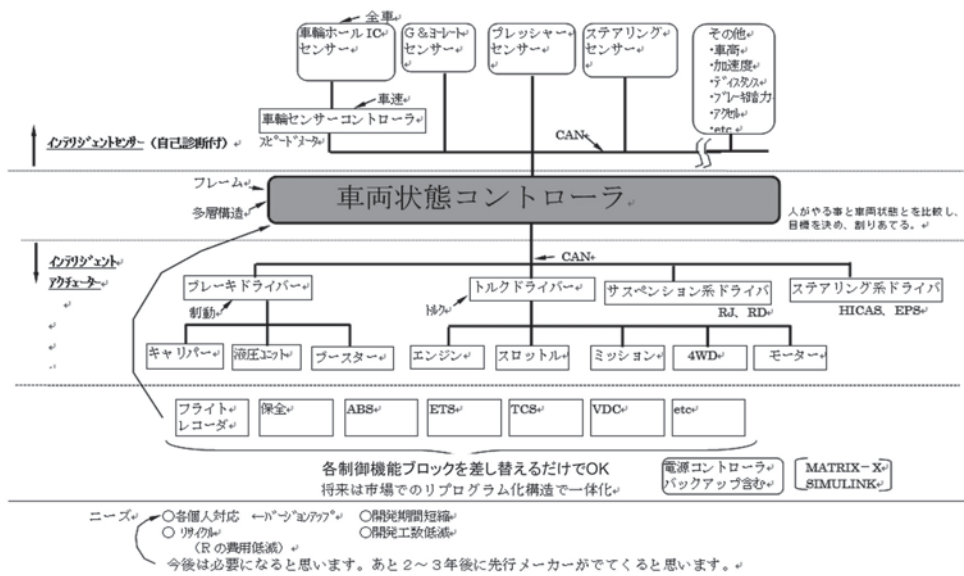 全車
車輪ホール IC
センサー
G &ヨーレート
センサー
プレッシャー
センサー
ステアリング
センサー
その他
・車高
・加速度
・ディスタンス
・ブレーキ踏力
・アクセル
・etc
車速
車輪センサーコントローラ
スピードメータ
CAN
インテリジェントセンサー（自己診断付）
フレーム
多層構造
車両状態コントローラ
人がやる事と車両状態とを比較し、
目標を決め、割りあてる。
インテリジェント
アクチェーター
CAN
ブレーキドライバー
トルクドライバー
サスペンション系ドライバ
ステアリング系ドライバ
制動
トルク
RJ、RD
HICAS、EPS
キャリパー
液圧ユニット
ブースター
エンジン
スロットル
ミッション
4WD
モーター
フライト
レコーダ
保全
ABS
ETS
TCS
VDC
etc
各制御機能ブロックを差し替えるだけでOK
将来は市場でのリプログラム化構造で一体化
電源コントローラ
バックアップ含む
MATRIX－X
SIMULINK
ニーズ
○各個人対応 ←バージョンアップ ○開発期間短縮
○ リサイクル ○開発工数低減
（R の費用低減）
今後は必要になると思います。あと２～３年後に先行メーカーがでてくると思います。